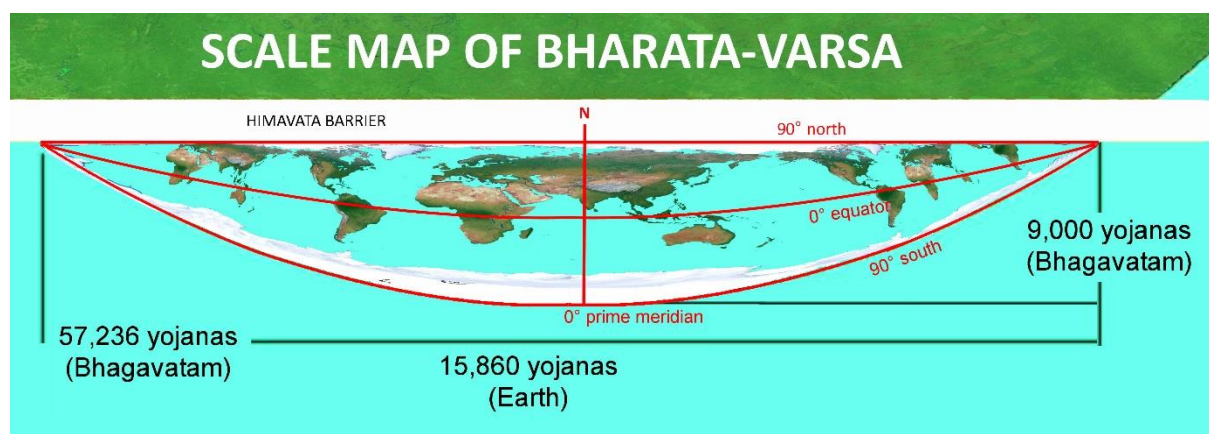 SCALE MAP OF BHARATA-VARSA
HIMAVATA BARRIER
N
90° north
0° equator
90° south
9,000 yojanas
(Bhagavatam)
0° prime meridian
57,236 yojanas
(Bhagavatam)
15,860 yojanas
(Earth)